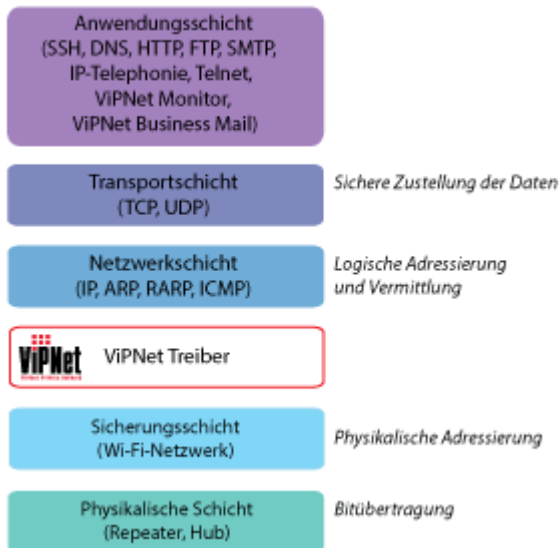 Anwendungsschicht
(SSH, DNS, HTTP, FTP, SMTP,
IP-Telephonie, Telnet,
ViPNet Monitor,
ViPNet Business Mail)
Transportschicht
(TCP, UDP)
Sichere Zustellung der Daten
Netzwerkschicht
(IP, ARP, RARP, ICMP)
Logische Adressierung
und Vermittlung
ViPNet
ViPNet Treiber
Sicherungsschicht
(Wi-Fi-Netzwerk)
Physikalische Adressierung
Physikalische Schicht
(Repeater, Hub)
Bitübertragung